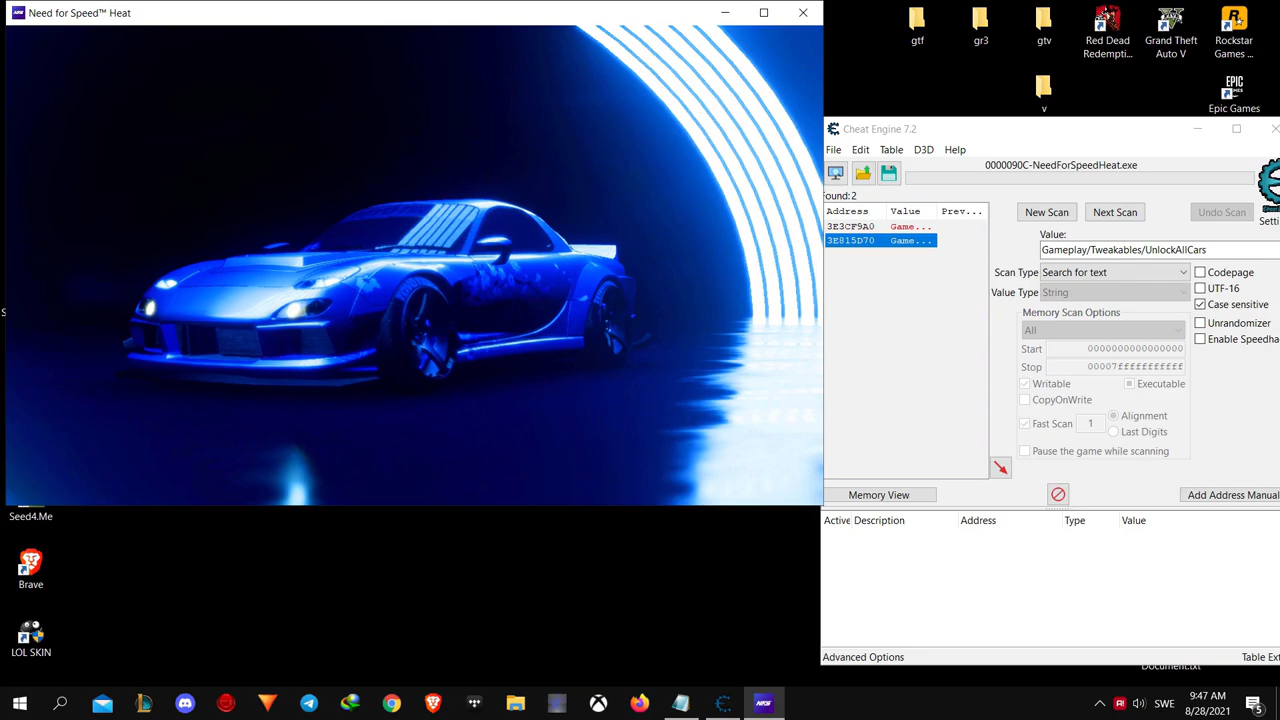 Need for Speed™ Heat
gtf
gr3
gtv
Red Dead
Redempti...
Grand Theft
Auto V
Rockstar
Games ...
v
Epic Games
Cheat Engine 7.2
File Edit Table D3D Help
0000090C-NeedForSpeedHeat.exe
Found:2
Address Value Prev...
3E3CF9A0 Game...
3E815D70 Game...
New Scan Next Scan Undo Scan
Setti
Value:
Gameplay/Tweakables/UnlockAllCars
Scan Type Search for text
Value Type String
Codepage
UTF-16
Case sensitive
Unrandomizer
Enable Speedha
Memory Scan Options
All
Start 0000000000000000
Stop 00007fffffffffff
Writable Executable
CopyOnWrite
Fast Scan 1 Alignment
Last Digits
Pause the game while scanning
Memory View Add Address Manual
Active Description Address Type Value
Advanced Options Table Ext
Document.txt
Seed4.Me
Brave
LOL SKIN
SWE
9:47 AM
8/28/2021
5